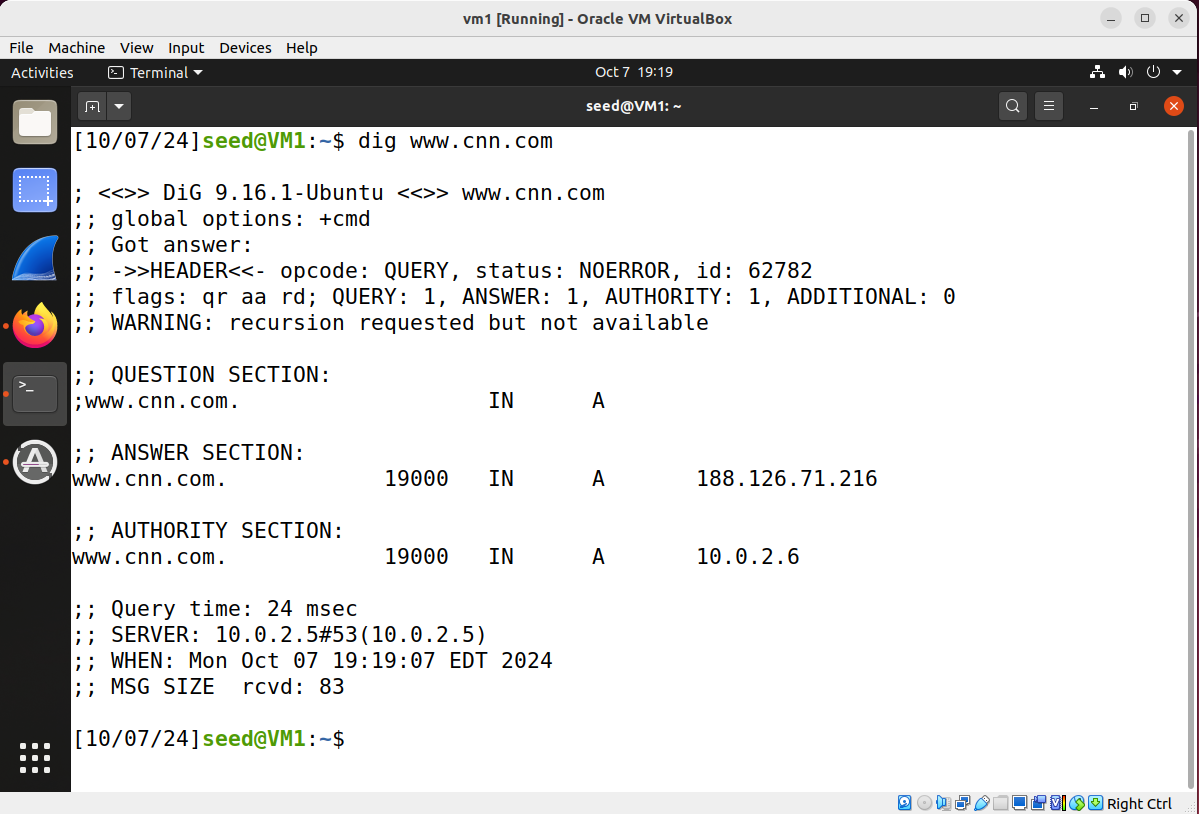 vm1 [Running] - Oracle VM VirtualBox
File Machine View Input Devices Help
Activities Terminal Oct 7 19:19
seed@VM1: ~
[10/07/24]seed@VM1:~$ dig www.cnn.com
; <<>> DiG 9.16.1-Ubuntu <<>> www.cnn.com
;; global options: +cmd
;; Got answer:
;; ->>HEADER<<- opcode: QUERY, status: NOERROR, id: 62782
;; flags: qr aa rd; QUERY: 1, ANSWER: 1, AUTHORITY: 1, ADDITIONAL: 0
;; WARNING: recursion requested but not available
;; QUESTION SECTION:
;www.cnn.com. IN A
;; ANSWER SECTION:
www.cnn.com. 19000 IN A 188.126.71.216
;; AUTHORITY SECTION:
www.cnn.com. 19000 IN A 10.0.2.6
;; Query time: 24 msec
;; SERVER: 10.0.2.5#53(10.0.2.5)
;; WHEN: Mon Oct 07 19:19:07 EDT 2024
;; MSG SIZE  rcvd: 83
[10/07/24]seed@VM1:~$
Right Ctrl